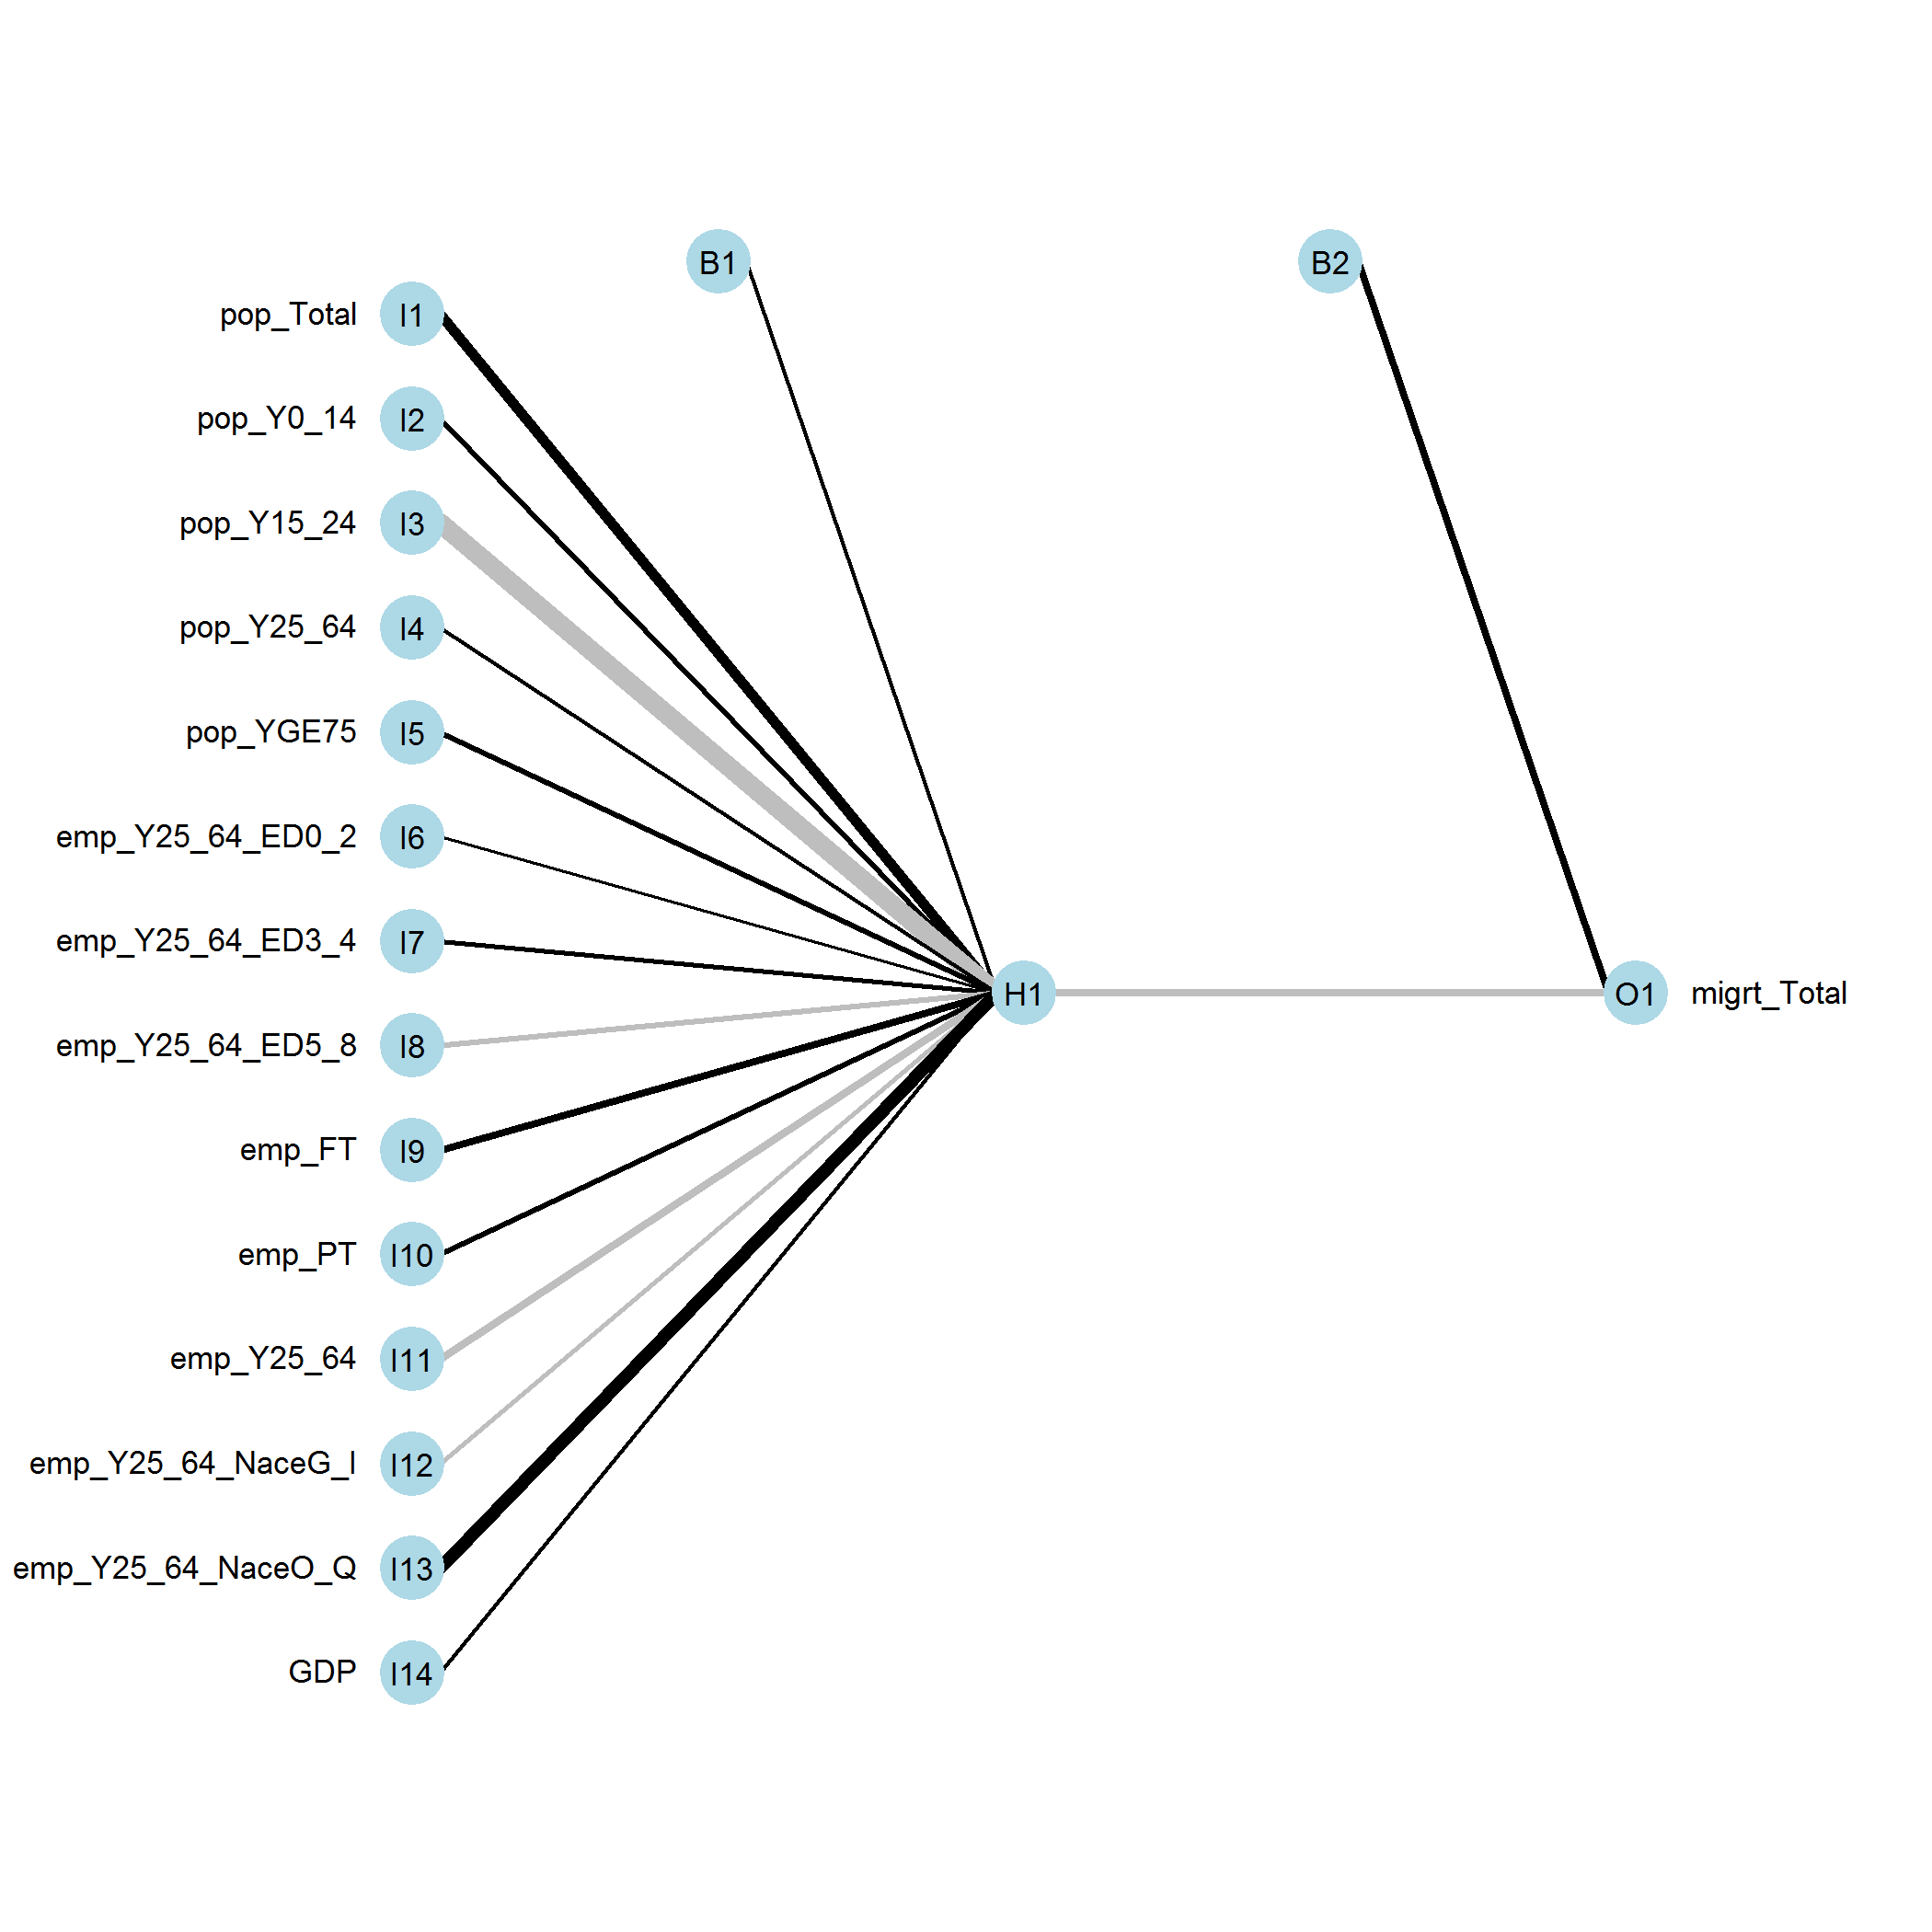 B1
B2
pop_Total I1
pop_Y0_14 I2
pop_Y15_24 I3
pop_Y25_64 I4
pop_YGE75 I5
emp_Y25_64_ED0_2 I6
emp_Y25_64_ED3_4 I7
H1
O1 migrt_Total
emp_Y25_64_ED5_8 I8
emp_FT I9
emp_PT I10
emp_Y25_64 I11
emp_Y25_64_NaceG_I I12
emp_Y25_64_NaceO_Q I13
GDP I14